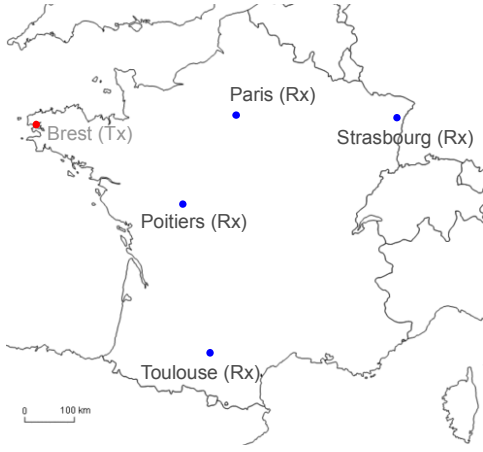 Paris (Rx)
Brest (Tx)
Strasbourg (Rx)
Poitiers (Rx)
Toulouse (Rx)
0 100 km